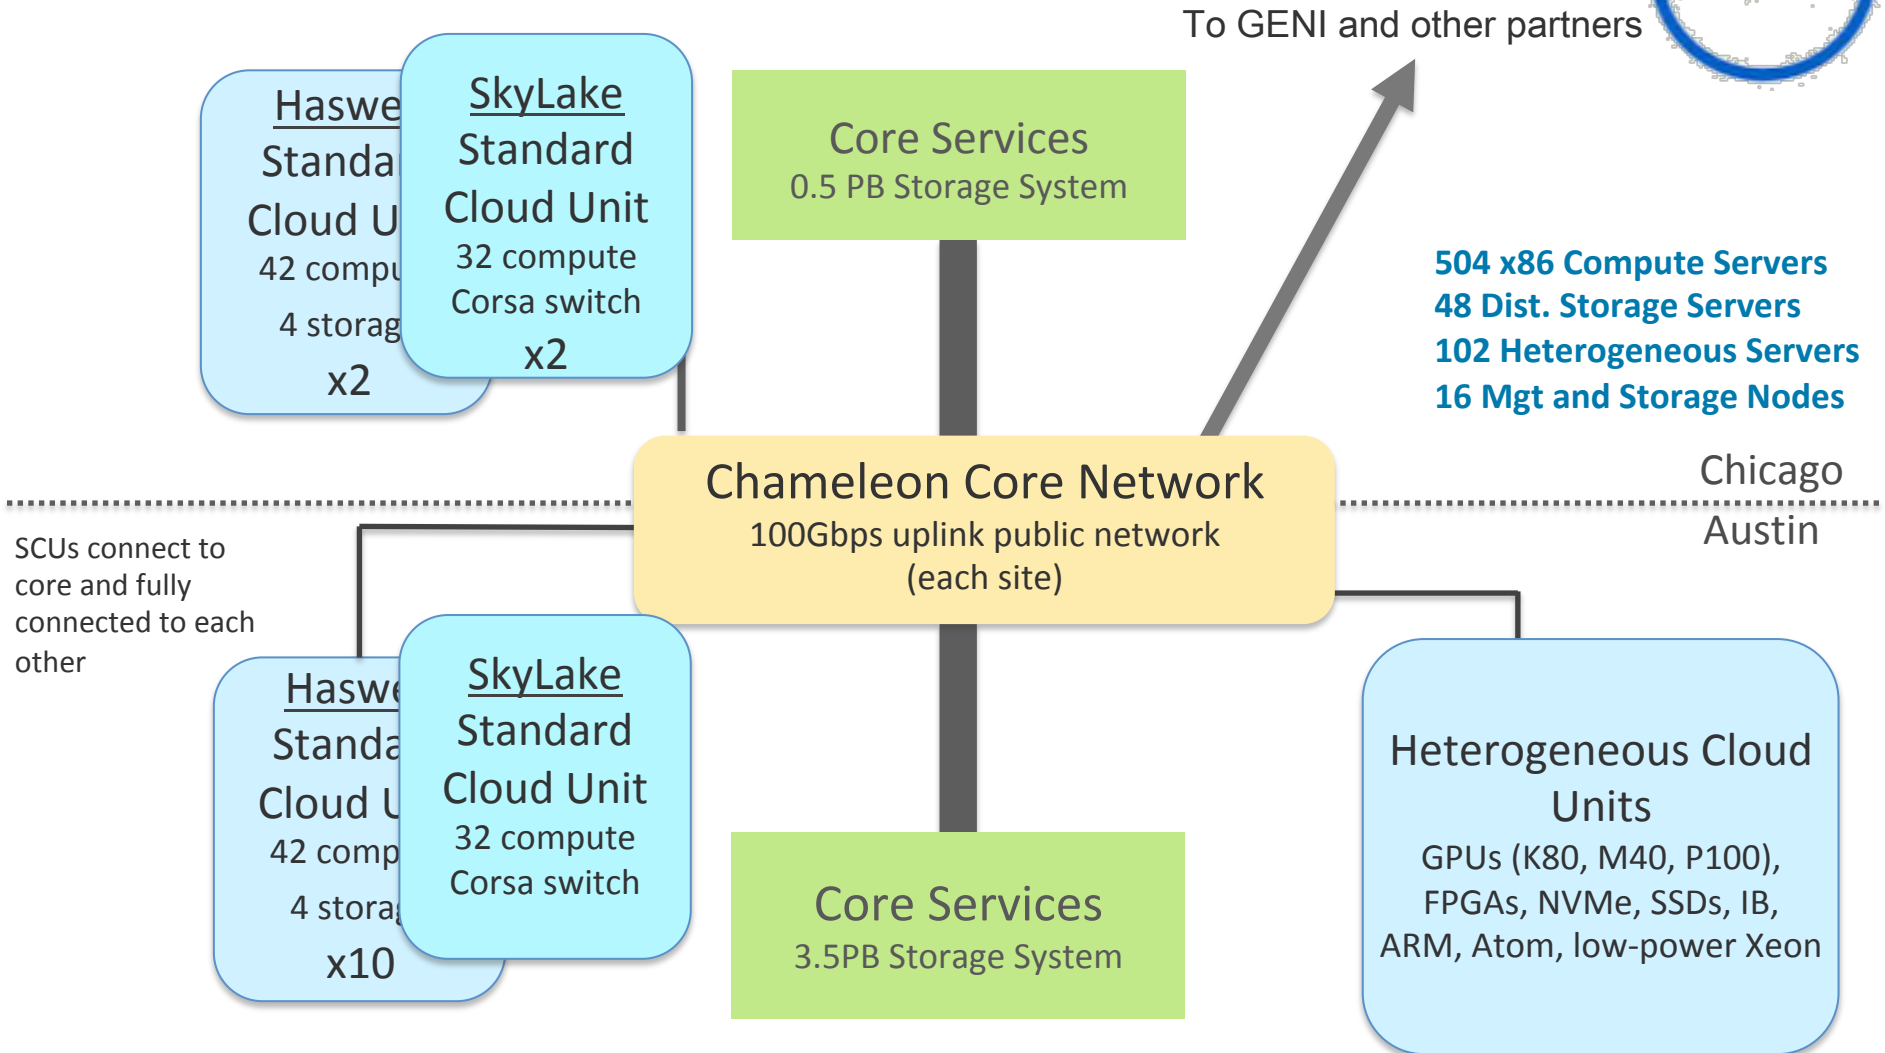 To GENI and other partners
Haswe
Standar
Cloud U
42 compu
4 storag
x2
SkyLake
Standard
Cloud Unit
32 compute
Corsa switch
x2
Core Services
0.5 PB Storage System
504 x86 Compute Servers
48 Dist. Storage Servers
102 Heterogeneous Servers
16 Mgt and Storage Nodes
Chicago
Austin
Chameleon Core Network
100Gbps uplink public network
(each site)
SCUs connect to
core and fully
connected to each
other
Haswe
Standa
Cloud U
42 comp
4 storag
x10
SkyLake
Standard
Cloud Unit
32 compute
Corsa switch
Core Services
3.5PB Storage System
Heterogeneous Cloud
Units
GPUs (K80, M40, P100),
FPGAs, NVMe, SSDs, IB,
ARM, Atom, low-power Xeon